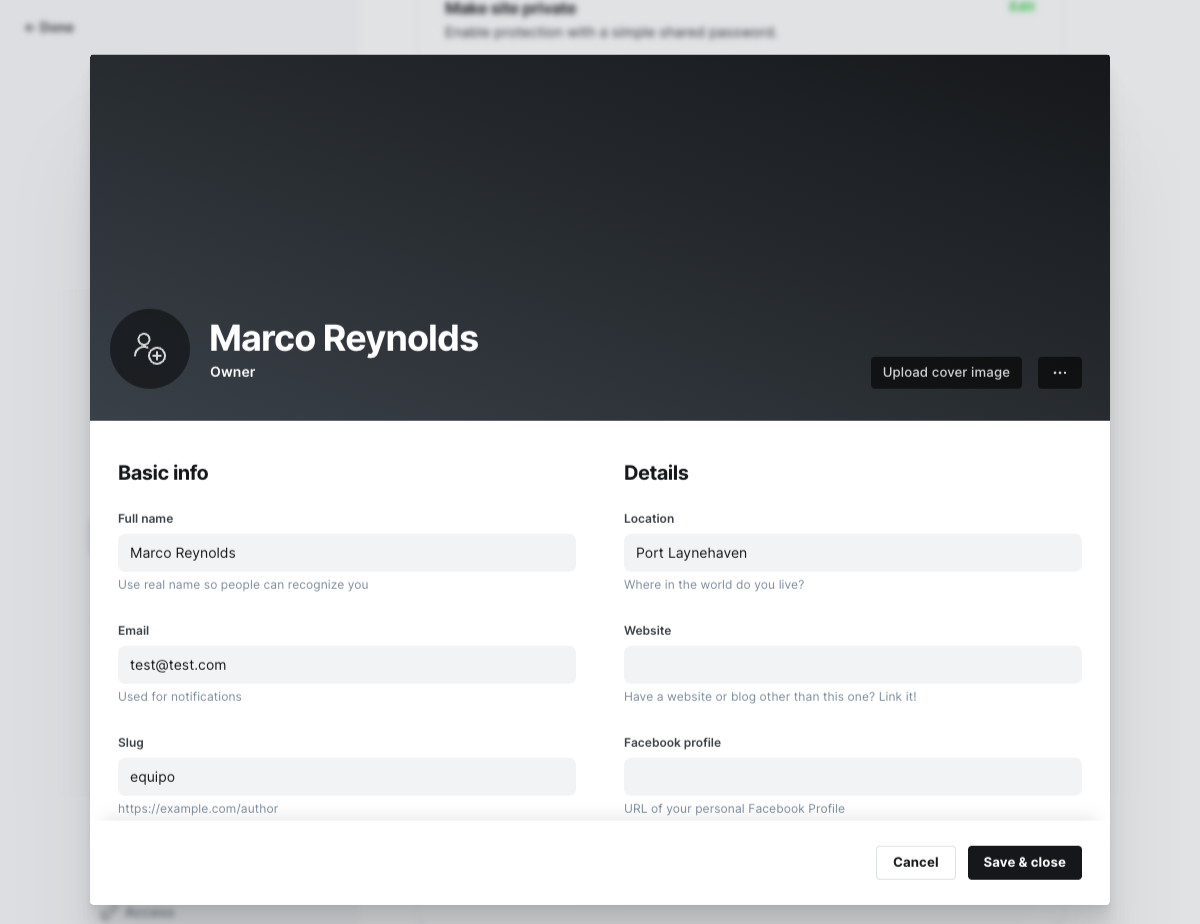 ← Done
Make site private
Edit
Enable protection with a simple shared password.
Marco Reynolds
Owner
Upload cover image
...
Basic info
Details
Full name
Location
Marco Reynolds
Port Laynehaven
Use real name so people can recognize you
Where in the world do you live?
Email
Website
test@test.com
Used for notifications
Have a website or blog other than this one? Link it!
Slug
Facebook profile
equipo
https://example.com/author
URL of your personal Facebook Profile
Cancel
Save & close
Access